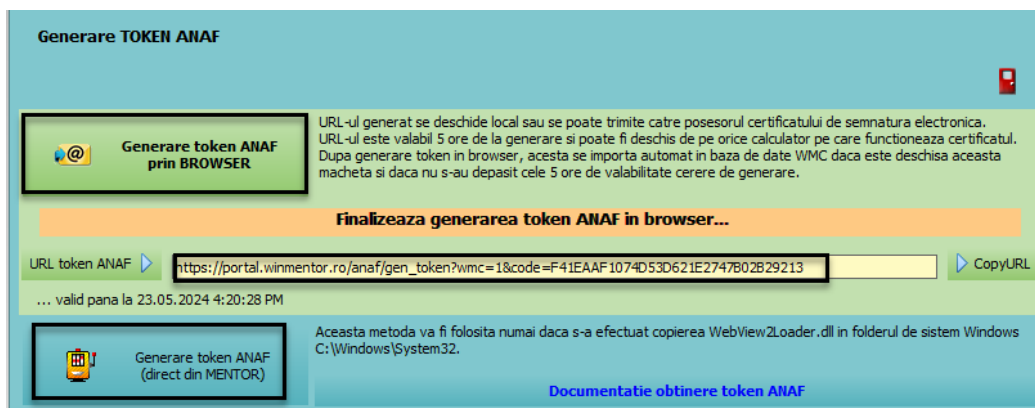 Generare TOKEN ANAF
Generare token ANAF
prin BROWSER
URL-ul generat se deschide local sau se poate trimite catre posesorul certificatului de semnatura electronica.
URL-ul este valabil 5 ore de la generare si poate fi deschis de pe orice calculator pe care functioneaza certificatul.
Dupa generare token in browser, acesta se importa automat in baza de date WMC daca este deschisa aceasta
macheta si daca nu s-au depasit cele 5 ore de valabilitate cerere de generare.
Finalizeaza generarea token ANAF in browser...
URL token ANAF
https://portal.winmentor.ro/anaf/gen_token?wmc=1&code=F41EAAF1074D53D621E2747B02B29213
CopyURL
... valid pana la 23.05.2024 4:20:28 PM
Generare token ANAF
(direct din MENTOR)
Aceasta metoda va fi folosita numai daca s-a efectuat copierea WebView2Loader.dll in folderul de sistem Windows
C:\Windows\System32.
Documentatie obtinere token ANAF